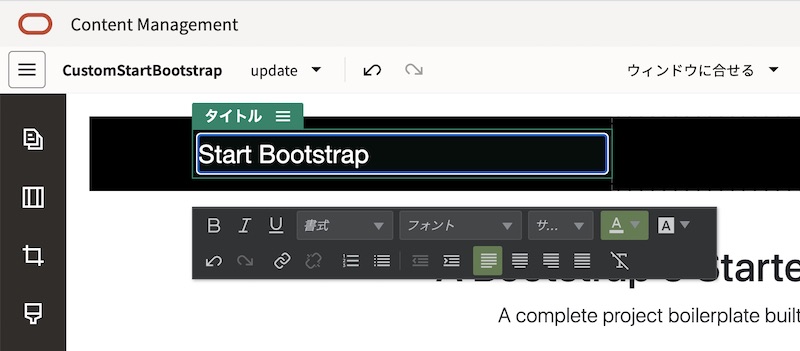 Content Management
CustomStartBootstrap update ウィンドウに合せる
タイトル
Start Bootstrap
B I U 書式 フォント サ... A A
A Bootstrap 5 Starte
A complete project boilerplate built